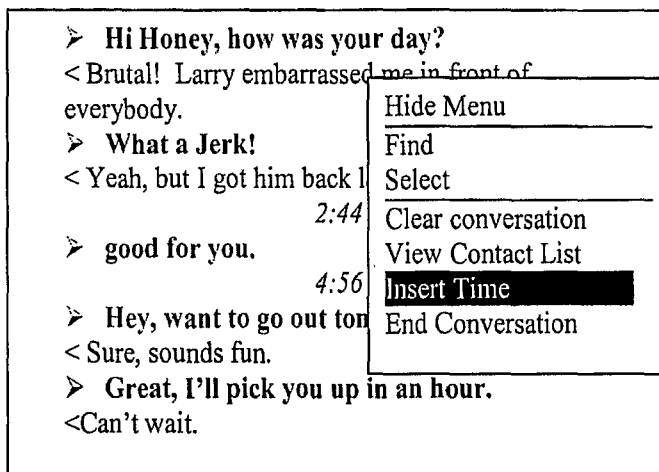 ➢ Hi Honey, how was your day?
< Brutal! Larry embarrassed me in front of
everybody.
➢ What a Jerk!
< Yeah, but I got him back
2:44
➢ good for you.
4:56
➢ Hey, want to go out
< Sure, sounds fun.
➢ Great, I'll pick you up in an hour.
<Can't wait.
Hide Menu
Find
Select
Clear conversation
View Contact List
Insert Time
End Conversation